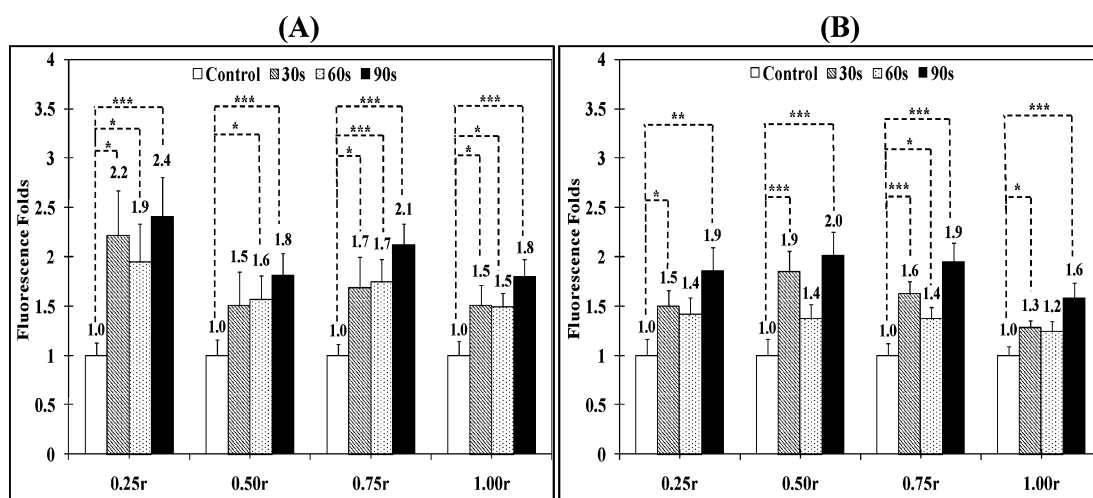 (A)
4
3.5
3
2.5
2
1.5
1
0.5
0
Fluorescence Folds
Control 30s 60s 90s
*** *** *** ***
* * *** *
* * *
1.0 2.2 1.9 2.4
1.0 1.5 1.6 1.8
1.0 1.7 1.7 2.1
1.0 1.5 1.5 1.8
0.25r 0.50r 0.75r 1.00r
(B)
4
3.5
3
2.5
2
1.5
1
0.5
0
Fluorescence Folds
Control 30s 60s 90s
** *** *** ***
*
* *** *** *
1.0 1.5 1.4 1.9
1.0 1.9 1.4 2.0
1.0 1.6 1.4 1.9
1.0 1.3 1.2 1.6
0.25r 0.50r 0.75r 1.00r